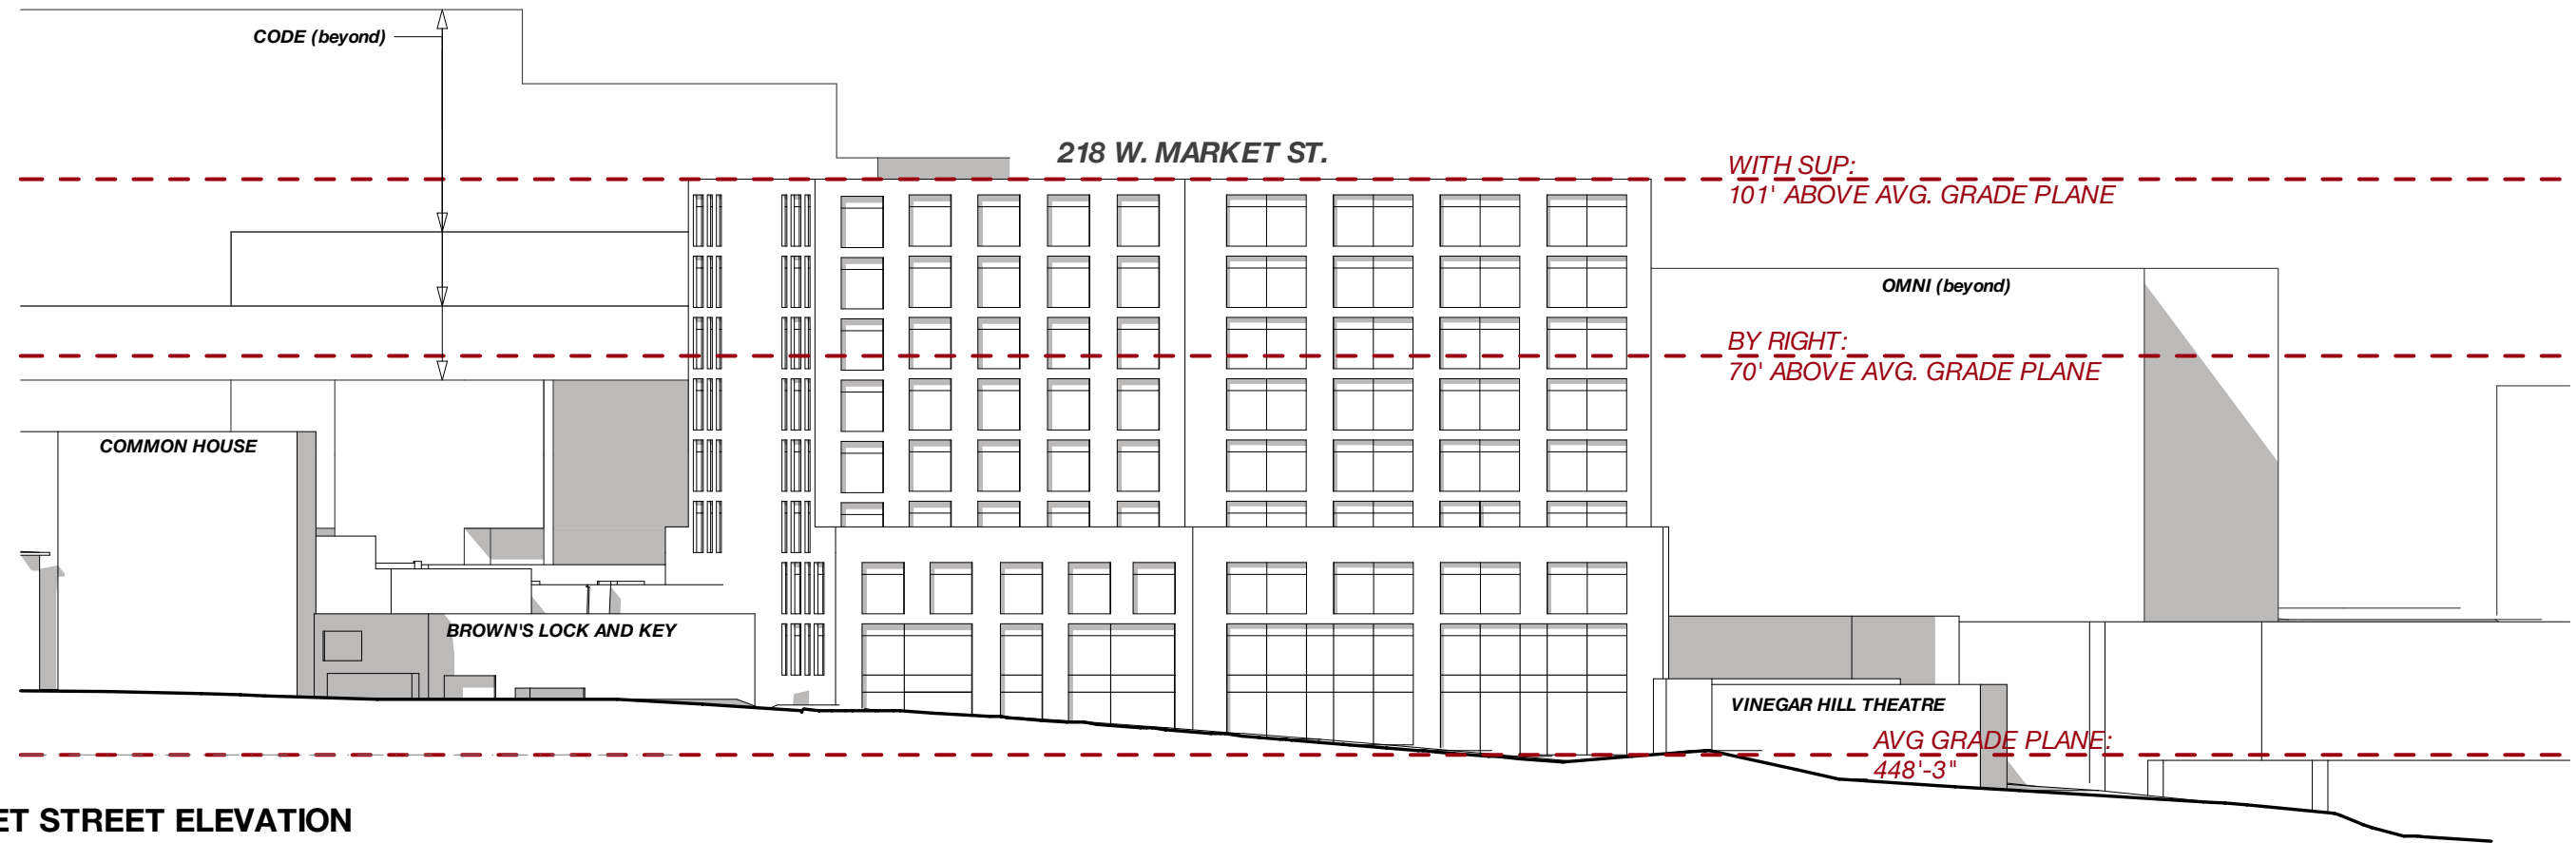 CODE (beyond)
218 W. MARKET ST.
WITH SUP:
101' ABOVE AVG. GRADE PLANE
OMNI (beyond)
BY RIGHT:
70' ABOVE AVG. GRADE PLANE
COMMON HOUSE
BROWN'S LOCK AND KEY
VINEGAR HILL THEATRE
AVG GRADE PLANE:
448'-3"
ET STREET ELEVATION